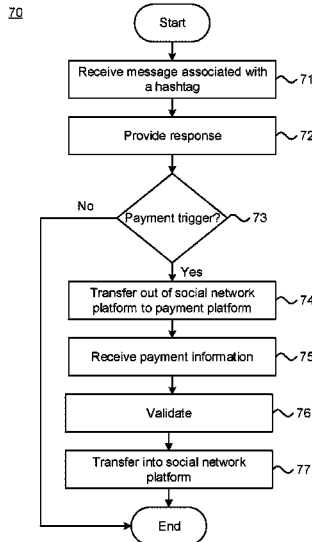 70
Start
Receive message associated with
a hashtag
71
Provide response
72
Payment trigger?
73
No
Yes
Transfer out of social network
platform to payment platform
74
Receive payment information
75
Validate
76
Transfer into social network
platform
77
End